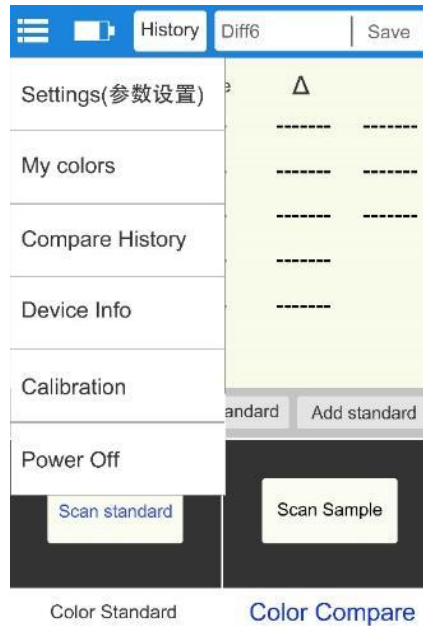 History Diff6 Save
Settings(参数设置)
e Δ
------- -------
My colors
------- -------
------- -------
Compare History
-------
Device Info
-------
Calibration
andard Add standard
Power Off
Scan standard Scan Sample
Color Standard Color Compare